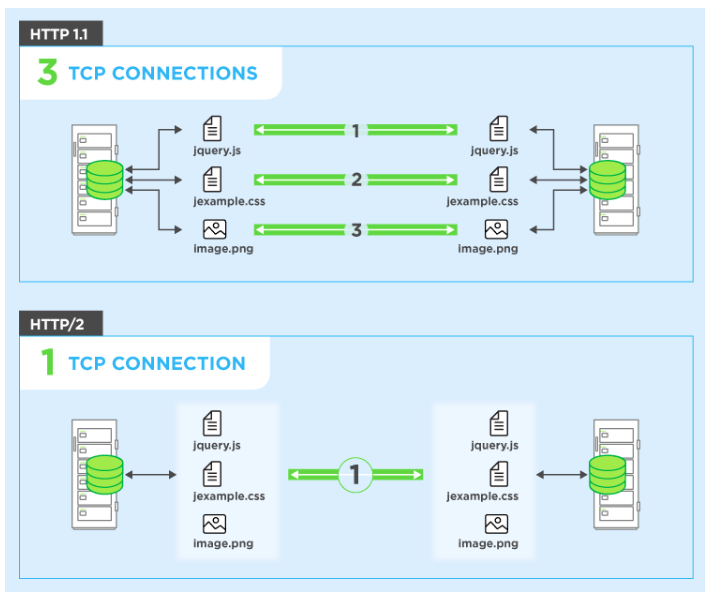 HTTP 1.1
3 TCP CONNECTIONS
jquery.js 1 jquery.js
jexample.css 2 jexample.css
image.png 3 image.png
HTTP/2
1 TCP CONNECTION
jquery.js jquery.js
1
jexample.css jexample.css
image.png image.png